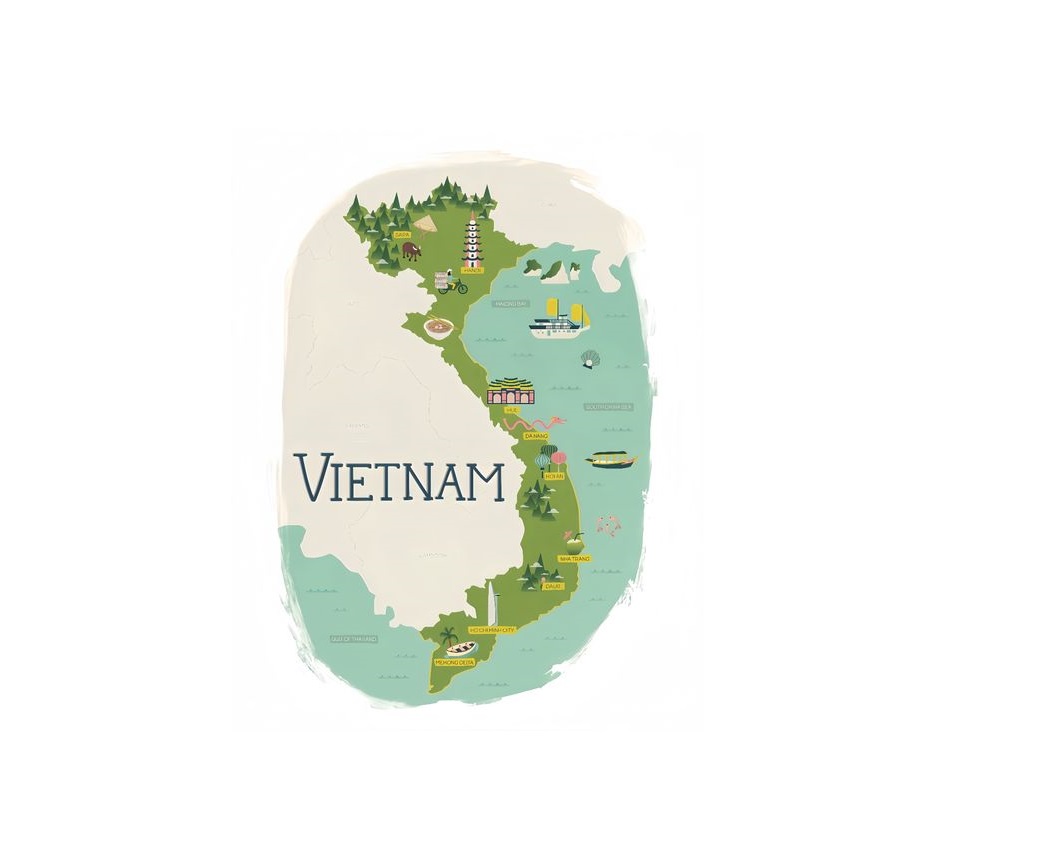 SAPA
HANOI
HALONG BAY
HUE
SOUTH CHINA SEA
DA NANG
VIETNAM
HOI AN
NHA TRANG
DALAT
HO CHI MINH CITY
GULF OF THAILAND
MEKONG DELTA